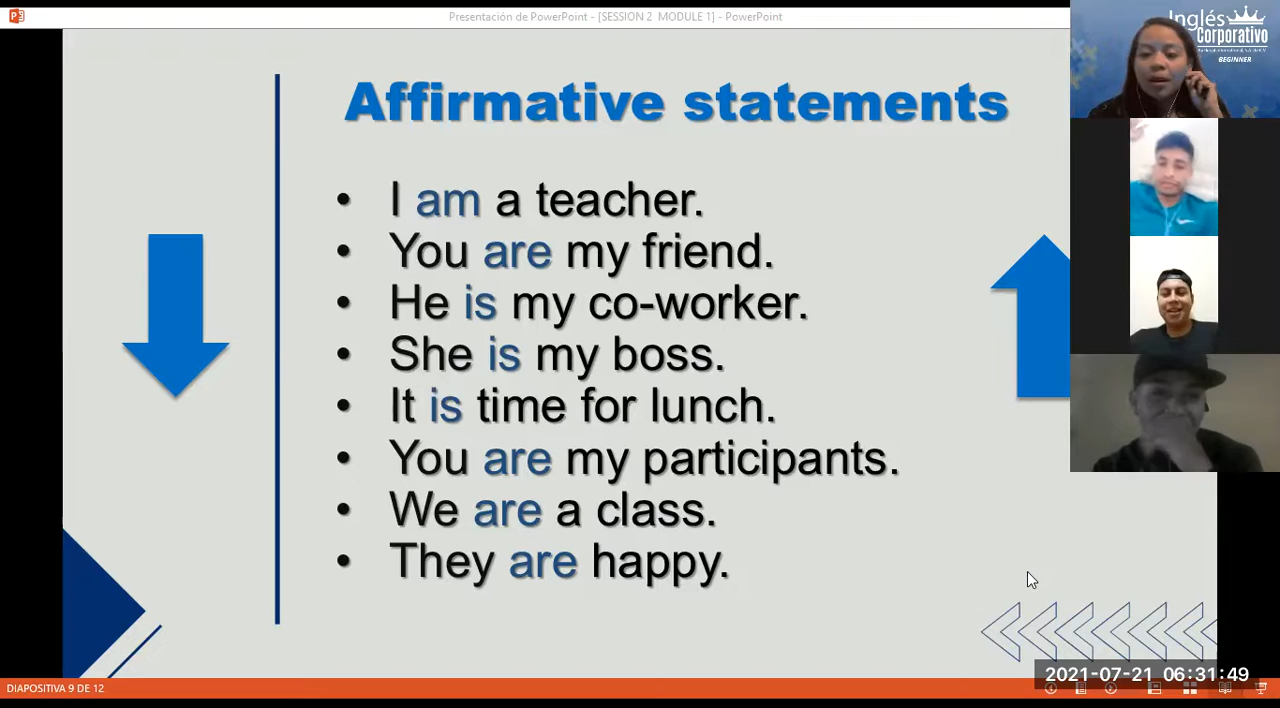 Presentación de PowerPoint - [SESSION 2 MODULE 1] - PowerPoint
Inglés
Corporativo
BEGINNER
Affirmative statements
• I am a teacher.
• You are my friend.
• He is my co-worker.
• She is my boss.
• It is time for lunch.
• You are my participants.
• We are a class.
• They are happy.
2021-07-21 06:31:49
DIAPOSITIVA 9 DE 12